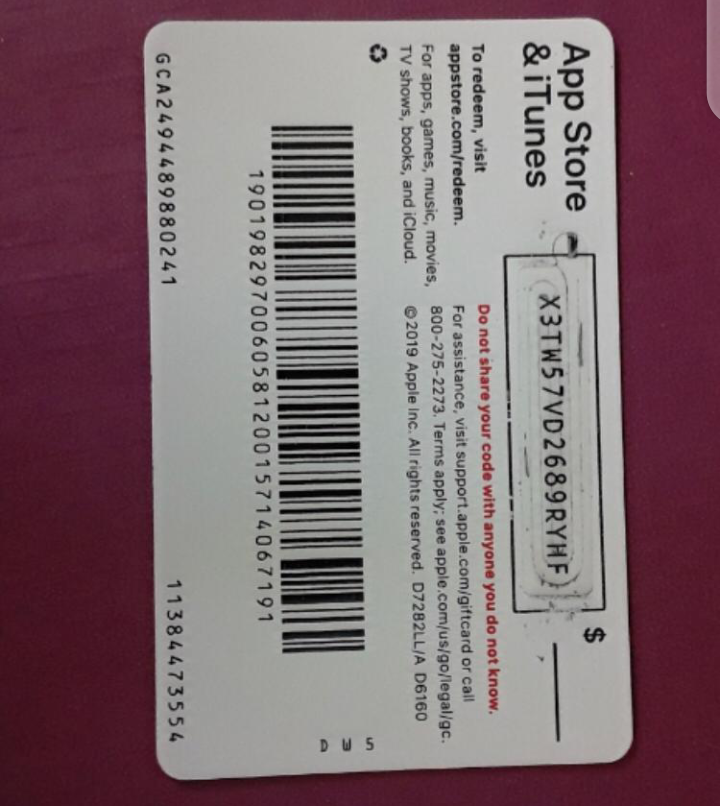 App Store
& iTunes
X3TW57VD2689RYHF
$
To redeem, visit
appstore.com/redeem.
For apps, games, music, movies,
TV shows, books, and iCloud.
Do not share your code with anyone you do not know.
For assistance, visit support.apple.com/giftcard or call
800-275-2273. Terms apply; see apple.com/us/go/legal/gc.
© 2019 Apple Inc. All rights reserved. D7282LL/A D6160
190198297006058120015714067191
GCA2494489880241
11384473554